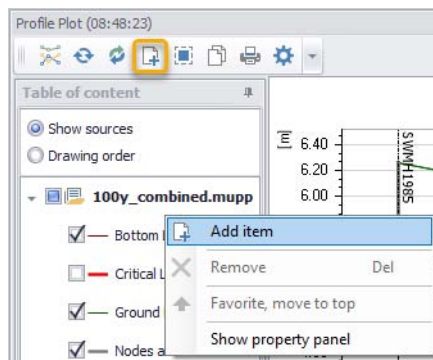 Profile Plot (08:48:23)
Table of content
Show sources
Drawing order
100y_combined.mupp
Bottom
Critical L
Ground
Nodes a
Add item
Remove Del
Favorite, move to top
Show property panel
[m]
6.40
6.20
6.00
SWMH1985